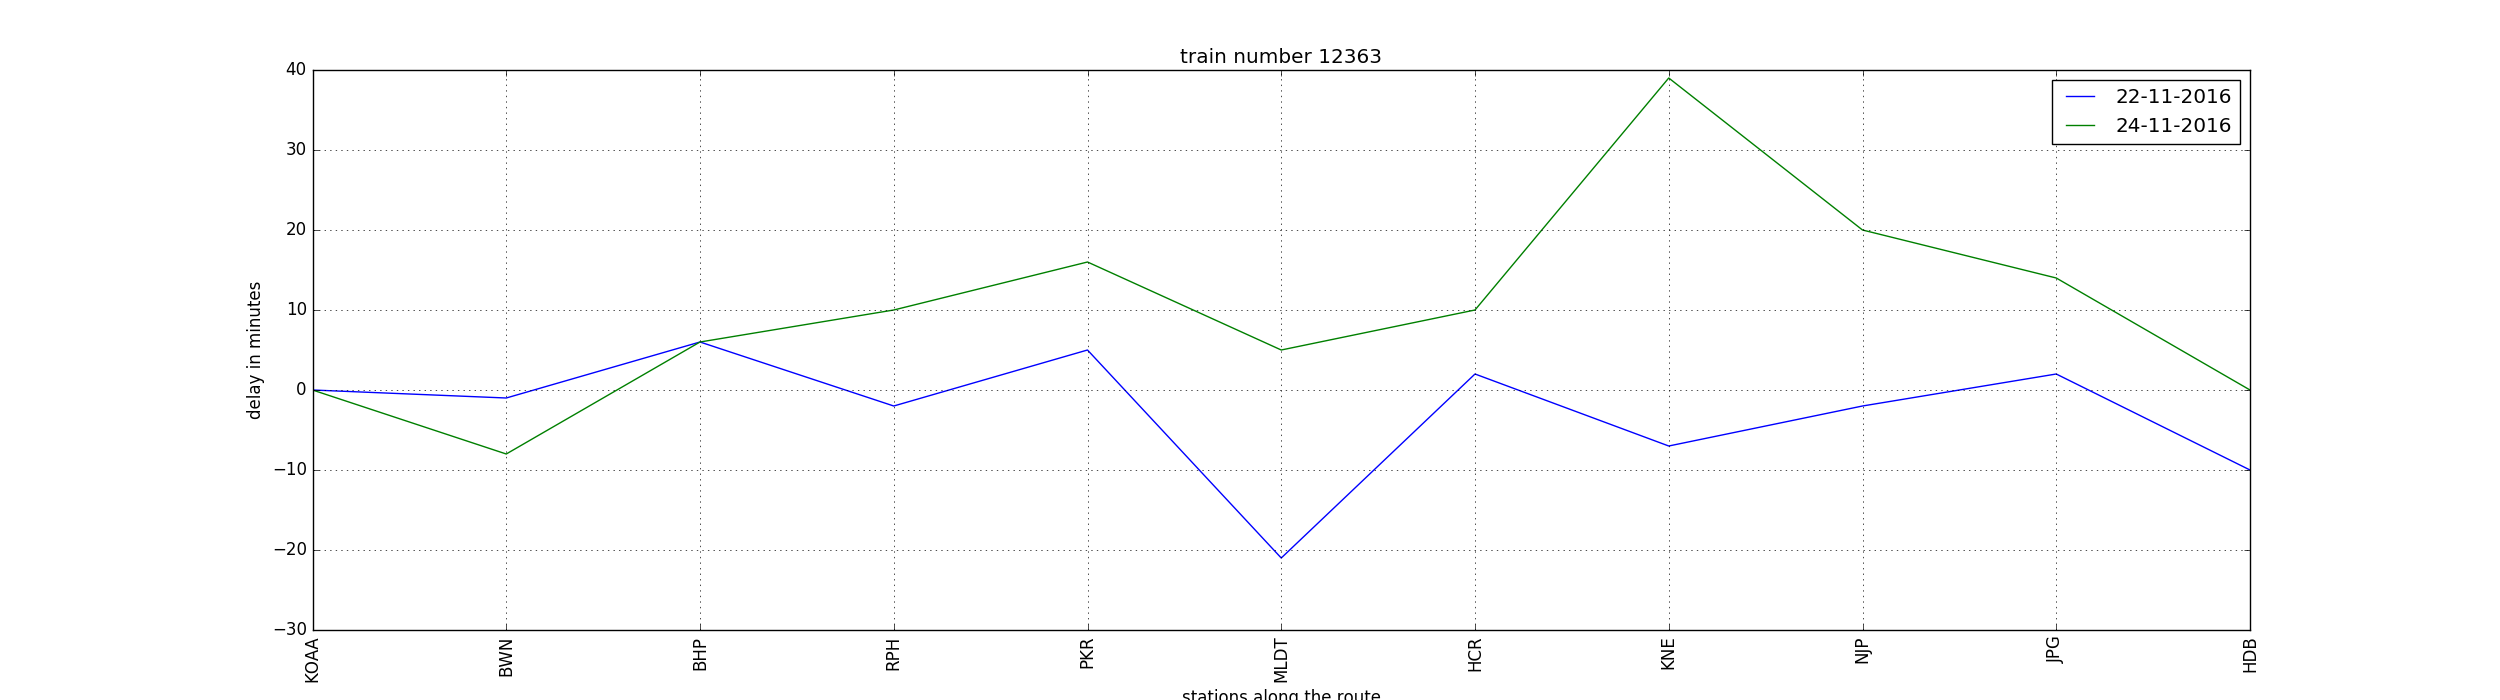 train number 12363
40
30
20
10
0
−10
−20
−30
delay in minutes
22-11-2016
24-11-2016
KOAA
BWN
BHP
RPH
PKR
MLDT
HCR
KNE
NJP
JPG
HDB
stations along the route